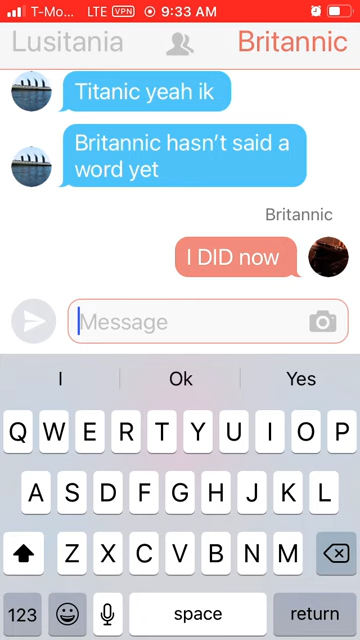 T-Mo... LTE VPN 9:33 AM
Lusitania Britannic
Titanic yeah ik
Britannic hasn't said a
word yet
Britannic
I DID now
Message
I Ok Yes
Q W E R T Y U I O P
A S D F G H J K L
Z X C V B N M
123 space return